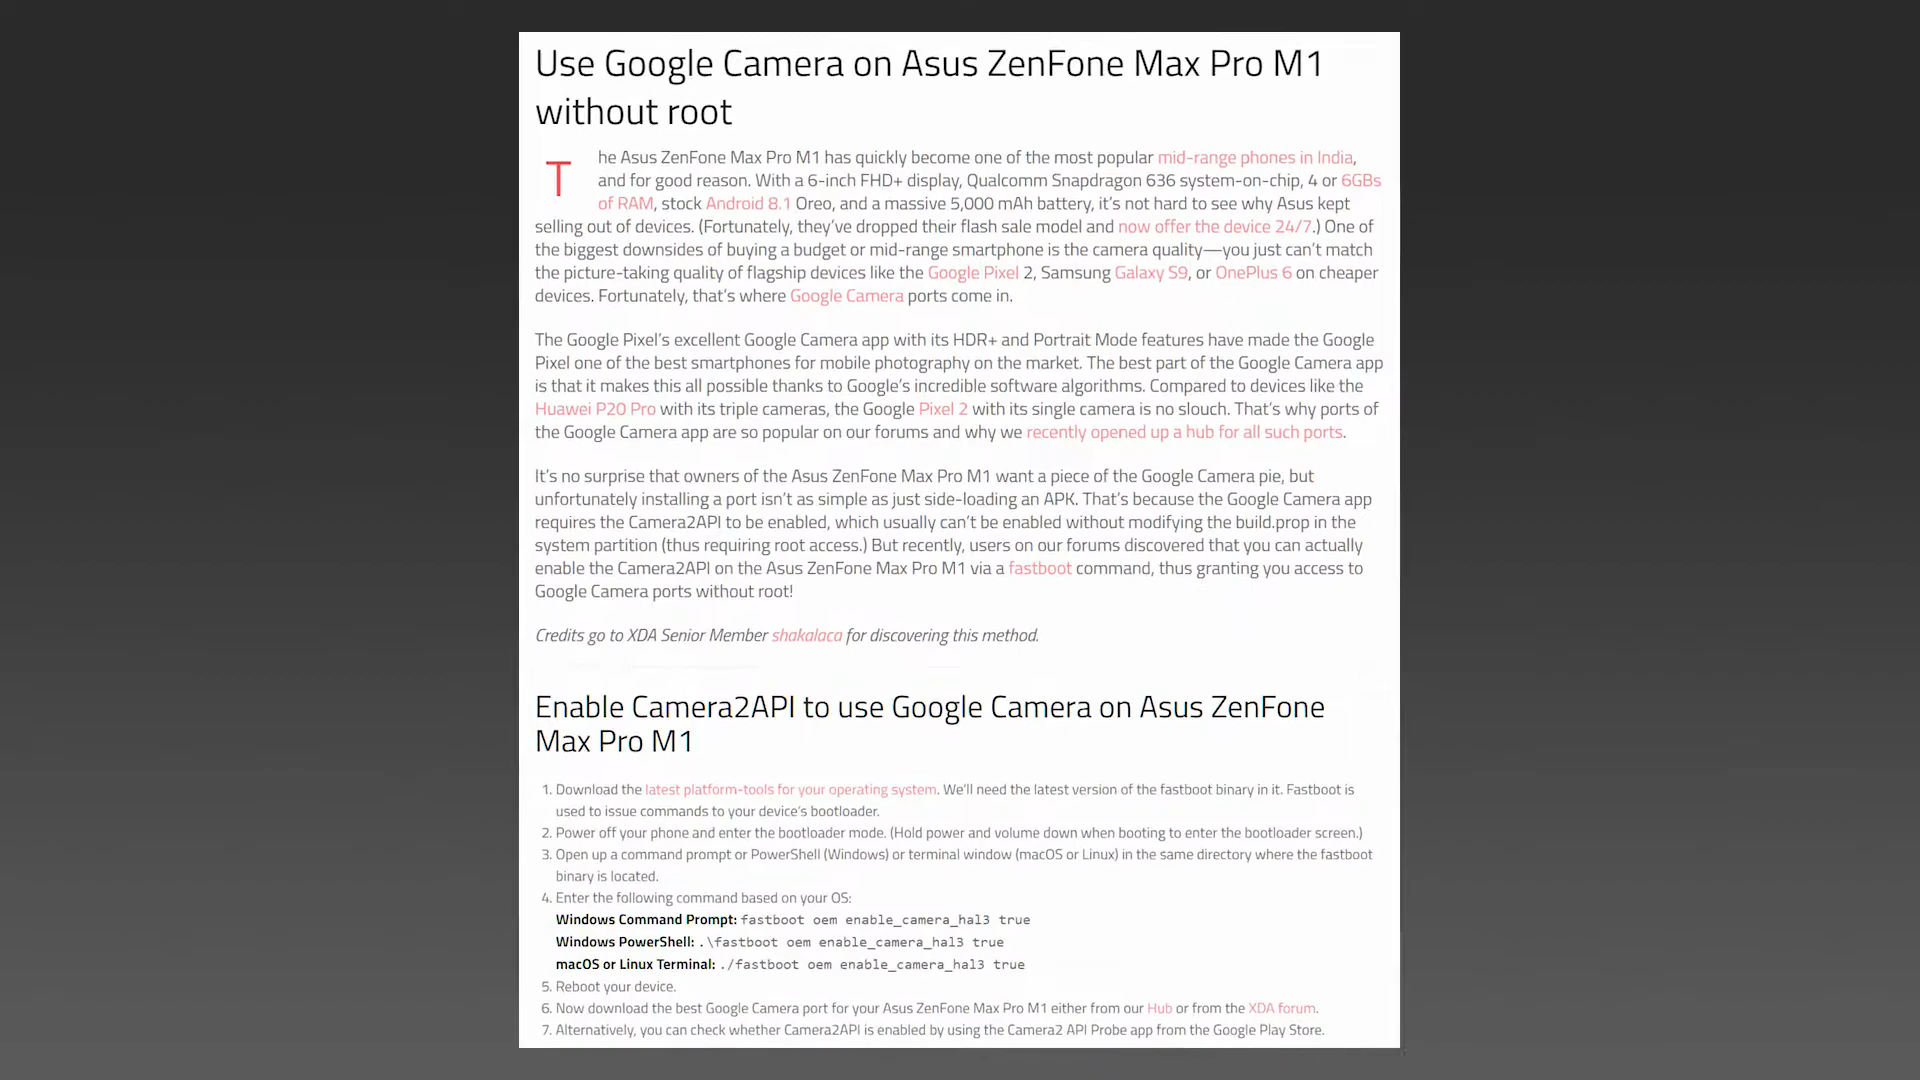 Use Google Camera on Asus ZenFone Max Pro M1
without root
The Asus ZenFone Max Pro M1 has quickly become one of the most popular mid-range phones in India,
and for good reason. With a 6-inch FHD+ display, Qualcomm Snapdragon 636 system-on-chip, 4 or 6GBs
of RAM, stock Android 8.1 Oreo, and a massive 5,000 mAh battery, it’s not hard to see why Asus kept
selling out of devices. (Fortunately, they’ve dropped their flash sale model and now offer the device 24/7.) One of
the biggest downsides of buying a budget or mid-range smartphone is the camera quality—you just can’t match
the picture-taking quality of flagship devices like the Google Pixel 2, Samsung Galaxy S9, or OnePlus 6 on cheaper
devices. Fortunately, that’s where Google Camera ports come in.
The Google Pixel’s excellent Google Camera app with its HDR+ and Portrait Mode features have made the Google
Pixel one of the best smartphones for mobile photography on the market. The best part of the Google Camera app
is that it makes this all possible thanks to Google’s incredible software algorithms. Compared to devices like the
Huawei P20 Pro with its triple cameras, the Google Pixel 2 with its single camera is no slouch. That’s why ports of
the Google Camera app are so popular on our forums and why we recently opened up a hub for all such ports.
It’s no surprise that owners of the Asus ZenFone Max Pro M1 want a piece of the Google Camera pie, but
unfortunately installing a port isn’t as simple as just side-loading an APK. That’s because the Google Camera app
requires the Camera2API to be enabled, which usually can’t be enabled without modifying the build.prop in the
system partition (thus requiring root access.) But recently, users on our forums discovered that you can actually
enable the Camera2API on the Asus ZenFone Max Pro M1 via a fastboot command, thus granting you access to
Google Camera ports without root!
Credits go to XDA Senior Member shakalaca for discovering this method.
Enable Camera2API to use Google Camera on Asus ZenFone
Max Pro M1
1. Download the latest platform-tools for your operating system. We’ll need the latest version of the fastboot binary in it. Fastboot is
used to issue commands to your device’s bootloader.
2. Power off your phone and enter the bootloader mode. (Hold power and volume down when booting to enter the bootloader screen.)
3. Open up a command prompt or PowerShell (Windows) or terminal window (macOS or Linux) in the same directory where the fastboot
binary is located.
4. Enter the following command based on your OS:
Windows Command Prompt: fastboot oem enable_camera_hal3 true
Windows PowerShell: .\fastboot oem enable_camera_hal3 true
macOS or Linux Terminal: ./fastboot oem enable_camera_hal3 true
5. Reboot your device.
6. Now download the best Google Camera port for your Asus ZenFone Max Pro M1 either from our Hub or from the XDA forum.
7. Alternatively, you can check whether Camera2API is enabled by using the Camera2 API Probe app from the Google Play Store.